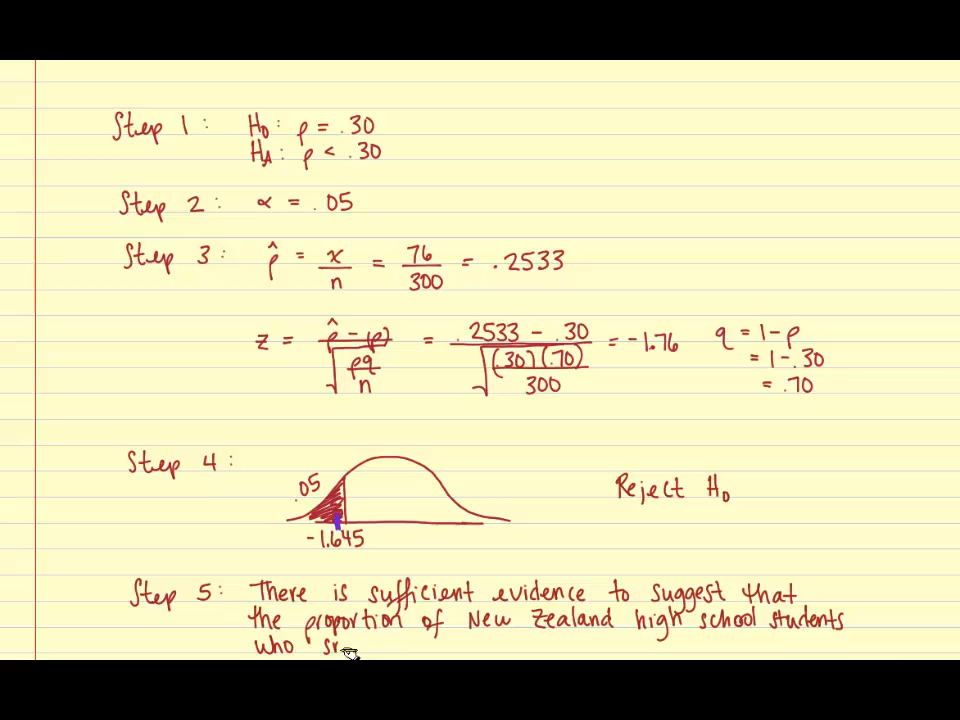 Step 1: H₀: p = .30
Hₐ: p < .30
Step 2: α = .05
Step 3: p̂ = x/n = 76/300 = .2533
z = (p̂ − (p))/√(pq/n) = (.2533 − .30)/√((.30)(.70)/300) = −1.76 q = 1 − p
= 1 − .30
= .70
Step 4:
.05
Reject H₀
−1.645
Step 5: There is sufficient evidence to suggest that
the proportion of New Zealand high school students
who